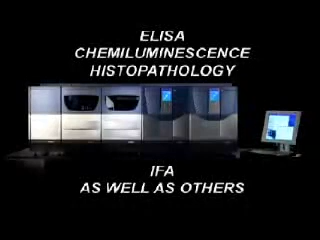 ELISA
CHEMILUMINESCENCE
HISTOPATHOLOGY
IFA
AS WELL AS OTHERS